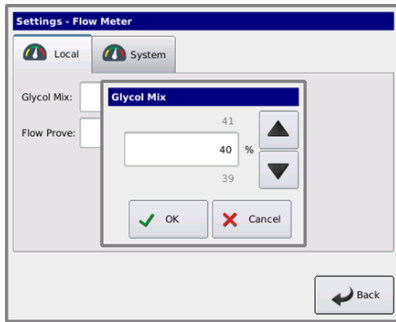 Settings - Flow Meter
Local
System
Glycol Mix:
Flow Prove:
Glycol Mix
41
40 %
39
OK
Cancel
Back